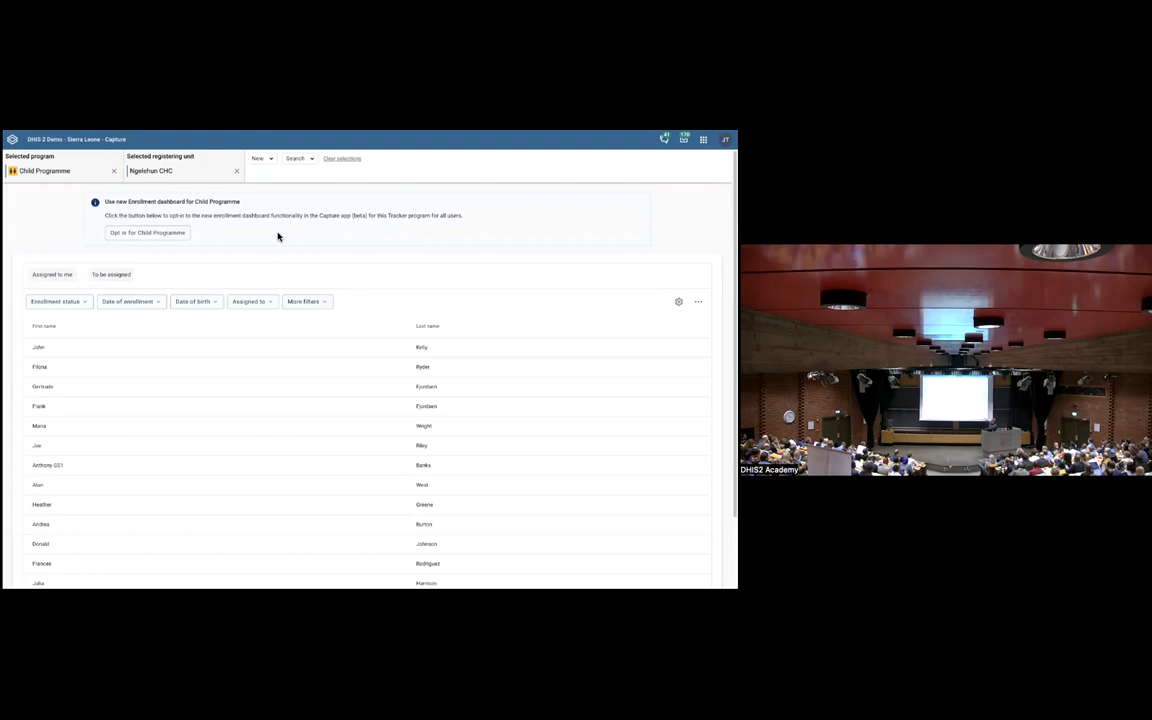 DHIS 2 Demo - Sierra Leone - Capture
41
170
JT
Selected program
Child Programme
Selected registering unit
Ngelehun CHC
New
Search
Clear selections
Use new Enrollment dashboard for Child Programme
Click the button below to opt-in to the new enrollment dashboard functionality in the Capture app (beta) for this Tracker program for all users.
Opt in for Child Programme
Assigned to me
To be assigned
Enrollment status
Date of enrollment
Date of birth
Assigned to
More filters
First name Last name
John Kelly
Filona Ryder
Gertrude Fjordsen
Frank Fjordsen
Maria Wright
Joe Riley
Anthony GS1 Banks
Alan West
Heather Greene
Andrea Burton
Donald Johnson
Frances Rodriguez
Julia Harrison
DHIS2 Academy